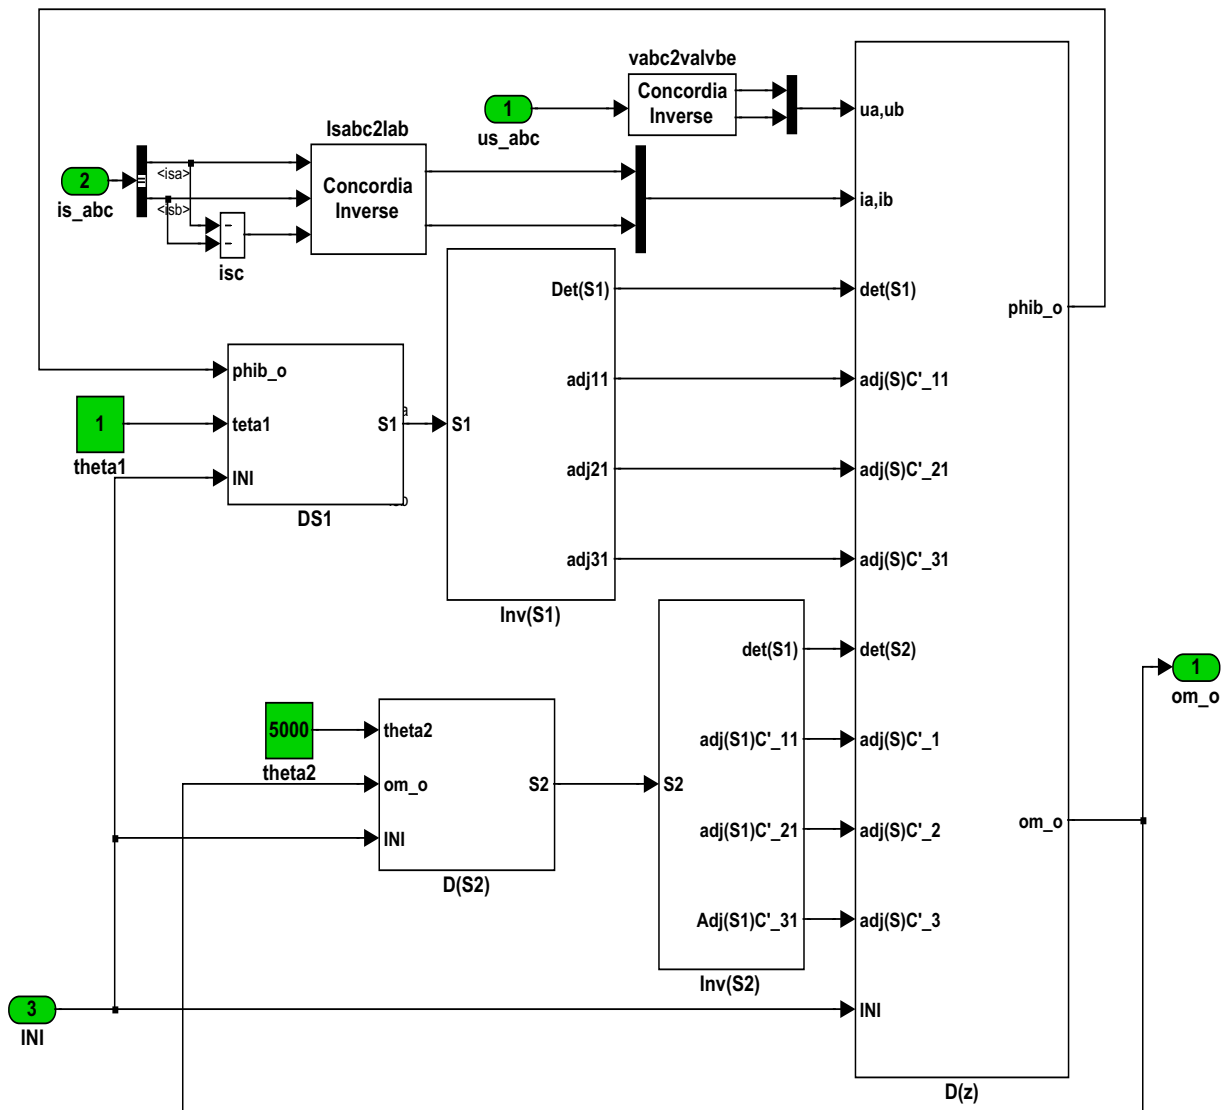 vabc2valvbe
Concordia
Inverse
1
us_abc
ua,ub
Isabc2Iab
Concordia
Inverse
<isa>
2
is_abc
<isb>
isc
ia,ib
Det(S1)
det(S1)
phib_o
phib_o
adj11
adj(S)C'_11
1
theta1
teta1
S1
S1
INI
DS1
adj21
adj(S)C'_21
adj31
adj(S)C'_31
Inv(S1)
det(S1)
det(S2)
1
om_o
5000
theta2
theta2
adj(S1)C'_11
adj(S)C'_1
om_o
S2
S2
INI
D(S2)
adj(S1)C'_21
adj(S)C'_2
om_o
Adj(S1)C'_31
adj(S)C'_3
Inv(S2)
3
INI
INI
D(z)